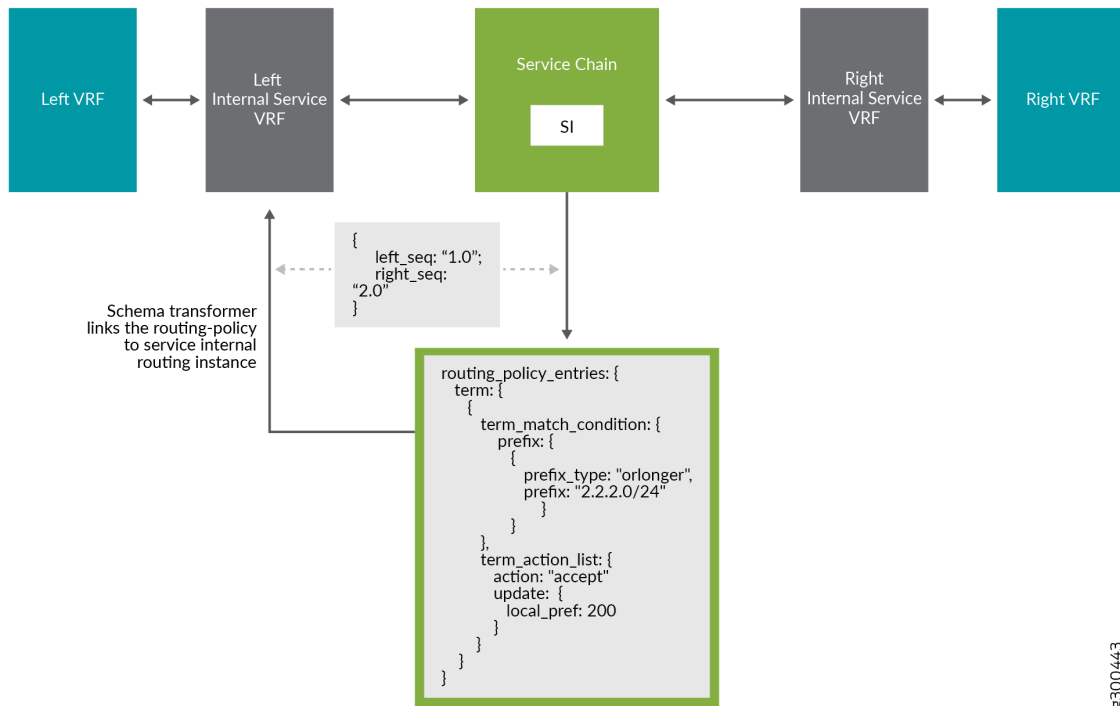 Left VRF
Left
Internal Service
VRF
Service Chain
SI
Right
Internal Service
VRF
Right VRF
{
left_seq: “1.0”;
right_seq:
“2.0”
}
Schema transformer
links the routing-policy
to service internal
routing instance
routing_policy_entries: {
term: {
{
term_match_condition: {
prefix: {
{
prefix_type: "orlonger",
prefix: "2.2.2.0/24"
}
}
},
term_action_list: {
action: "accept"
update: {
local_pref: 200
}
}
}
}
g300443